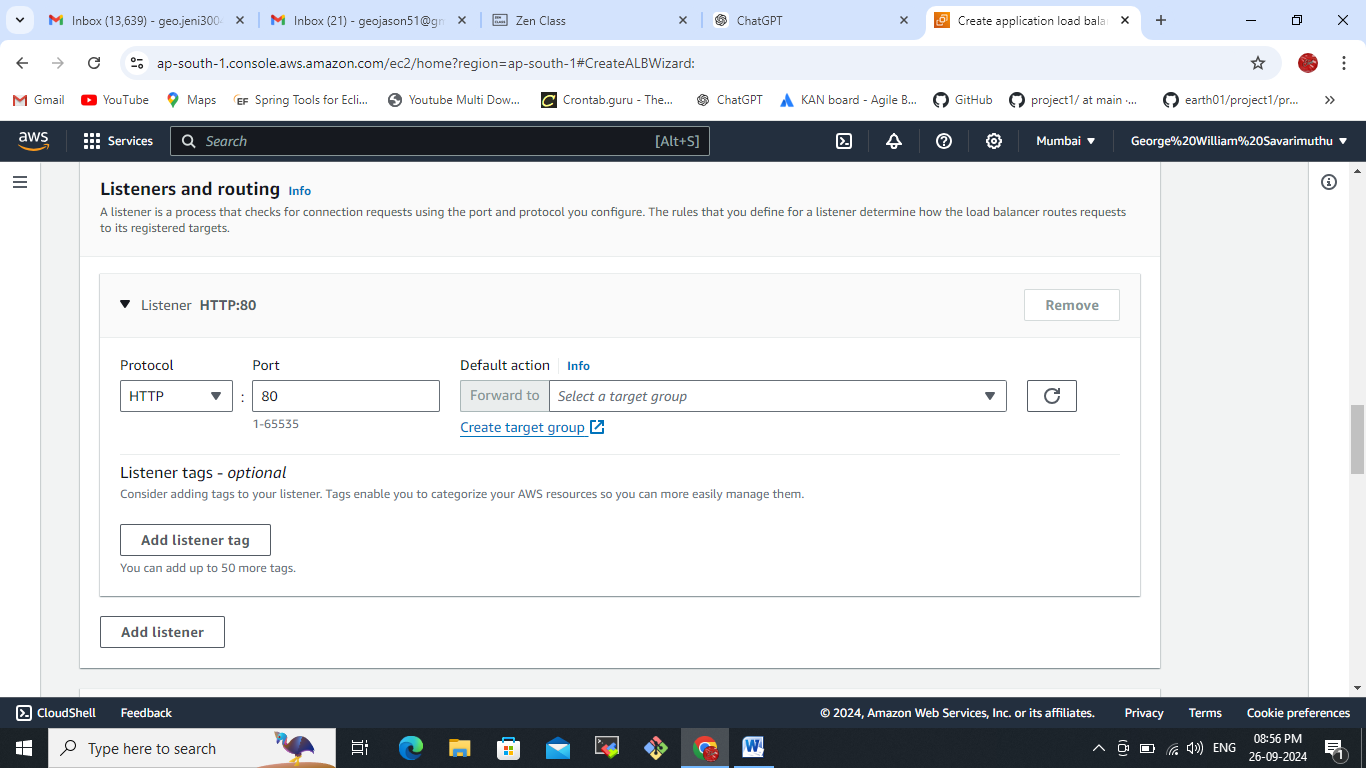 Inbox (13,639) - geo.jeni300
Inbox (21) - geojason51@gm
Zen Class
ChatGPT
Create application load bala
ap-south-1.console.aws.amazon.com/ec2/home?region=ap-south-1#CreateALBWizard:
Gmail
YouTube
Maps
Spring Tools for Ecli...
Youtube Multi Dow...
Crontab.guru - The...
ChatGPT
KAN board - Agile B...
GitHub
project1/ at main ·...
earth01/project1/pr...
aws
Services
Search
[Alt+S]
Mumbai
George%20William%20Savarimuthu
Listeners and routing Info
A listener is a process that checks for connection requests using the port and protocol you configure. The rules that you define for a listener determine how the load balancer routes requests
to its registered targets.
Listener HTTP:80
Remove
Protocol
Port
Default action Info
HTTP
:
80
Forward to
Select a target group
1-65535
Create target group
Listener tags - optional
Consider adding tags to your listener. Tags enable you to categorize your AWS resources so you can more easily manage them.
Add listener tag
You can add up to 50 more tags.
Add listener
CloudShell
Feedback
© 2024, Amazon Web Services, Inc. or its affiliates.
Privacy
Terms
Cookie preferences
Type here to search
ENG
08:56 PM
26-09-2024
1